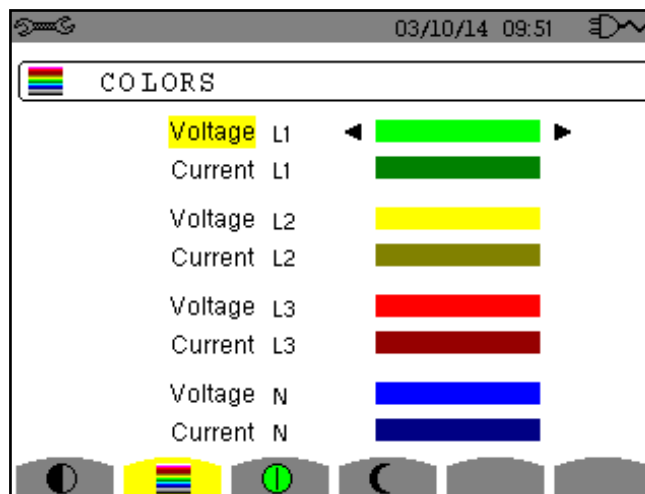 03/10/14 09:51
COLORS
Voltage L1
Current L1
Voltage L2
Current L2
Voltage L3
Current L3
Voltage N
Current N